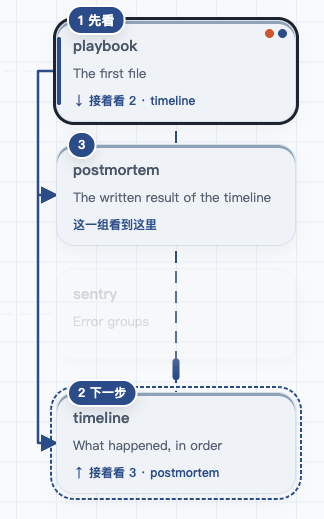 1 先看
playbook
The first file
↓ 接着看 2 · timeline
3
postmortem
The written result of the timeline
这一组看到这里
sentry
Error groups
2 下一步
timeline
What happened, in order
↑ 接着看 3 · postmortem